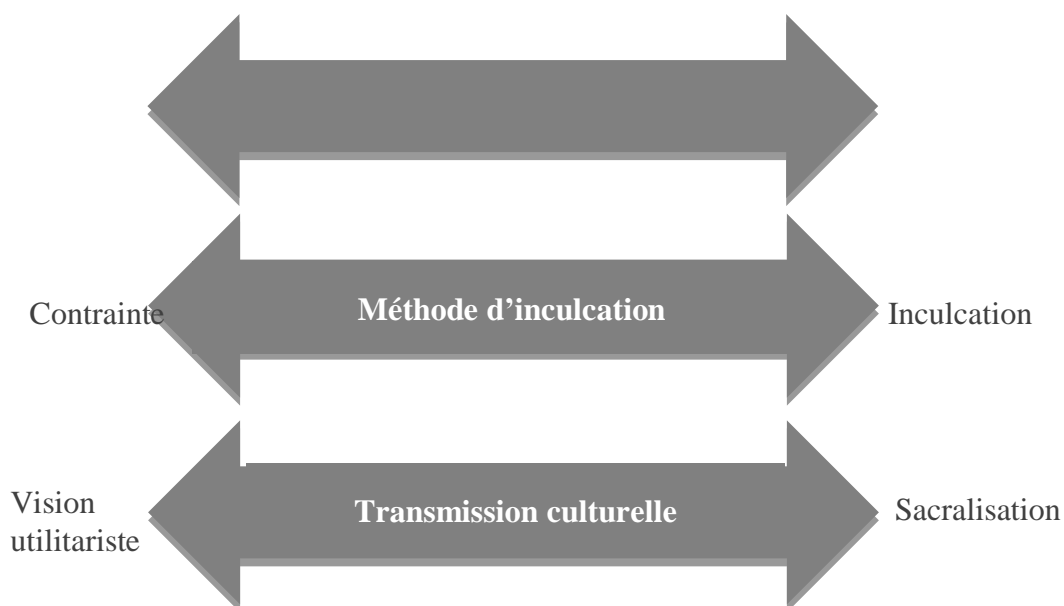 Contrainte
Méthode d’inculcation
Inculcation
Vision
utilitariste
Transmission culturelle
Sacralisation